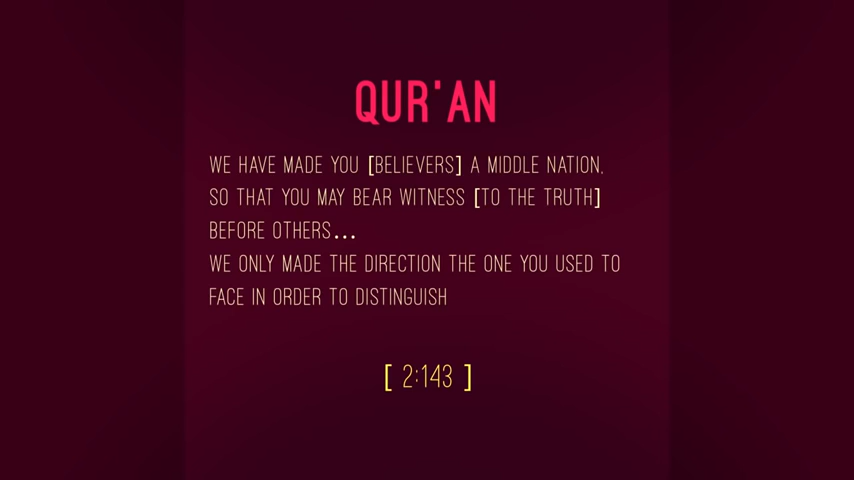 QUR'AN
WE HAVE MADE YOU [BELIEVERS] A MIDDLE NATION,
SO THAT YOU MAY BEAR WITNESS [TO THE TRUTH]
BEFORE OTHERS...
WE ONLY MADE THE DIRECTION THE ONE YOU USED TO
FACE IN ORDER TO DISTINGUISH
[ 2:143 ]